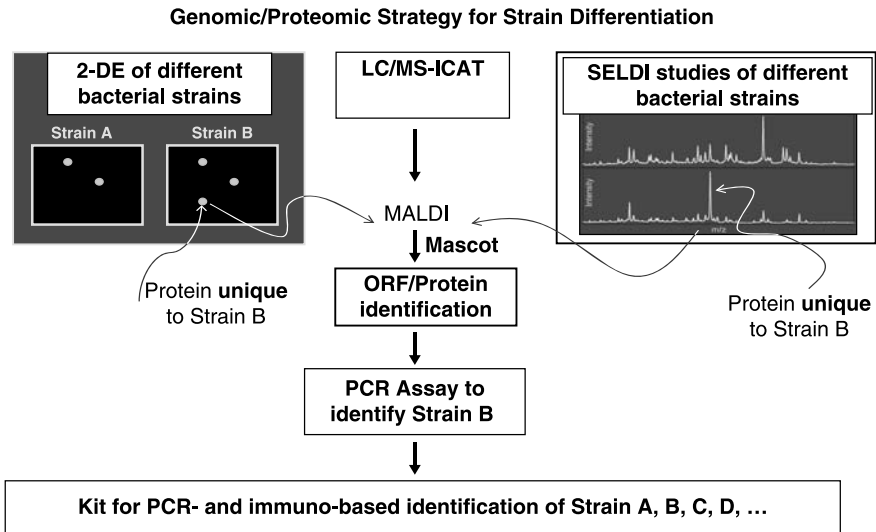 Genomic/Proteomic Strategy for Strain Differentiation
2-DE of different
bacterial strains
Strain A
Strain B
LC/MS-ICAT
SELDI studies of different
bacterial strains
Intensity
Intensity
m/z
MALDI
Mascot
Protein unique
to Strain B
Protein unique
to Strain B
ORF/Protein
identification
PCR Assay to
identify Strain B
Kit for PCR- and immuno-based identification of Strain A, B, C, D, ...